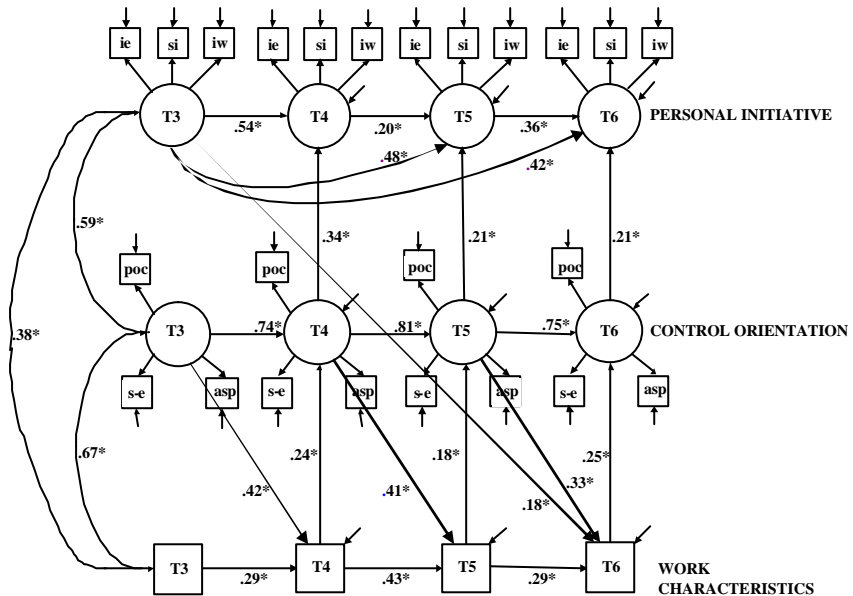 ie si iw ie si iw ie si iw ie si iw
T3 T4 T5 T6 PERSONAL INITIATIVE
.54* .20* .36*
.48* .42*
.59* .34* .21* .21*
poc poc poc poc
.38*
T3 T4 T5 T6 CONTROL ORIENTATION
.74* .81* .75*
s-e asp s-e asp s-e asp s-e asp
.67* .24* .18* .25*
.42* .41* .18* .33*
T3 T4 T5 T6 WORK
CHARACTERISTICS
.29* .43* .29*